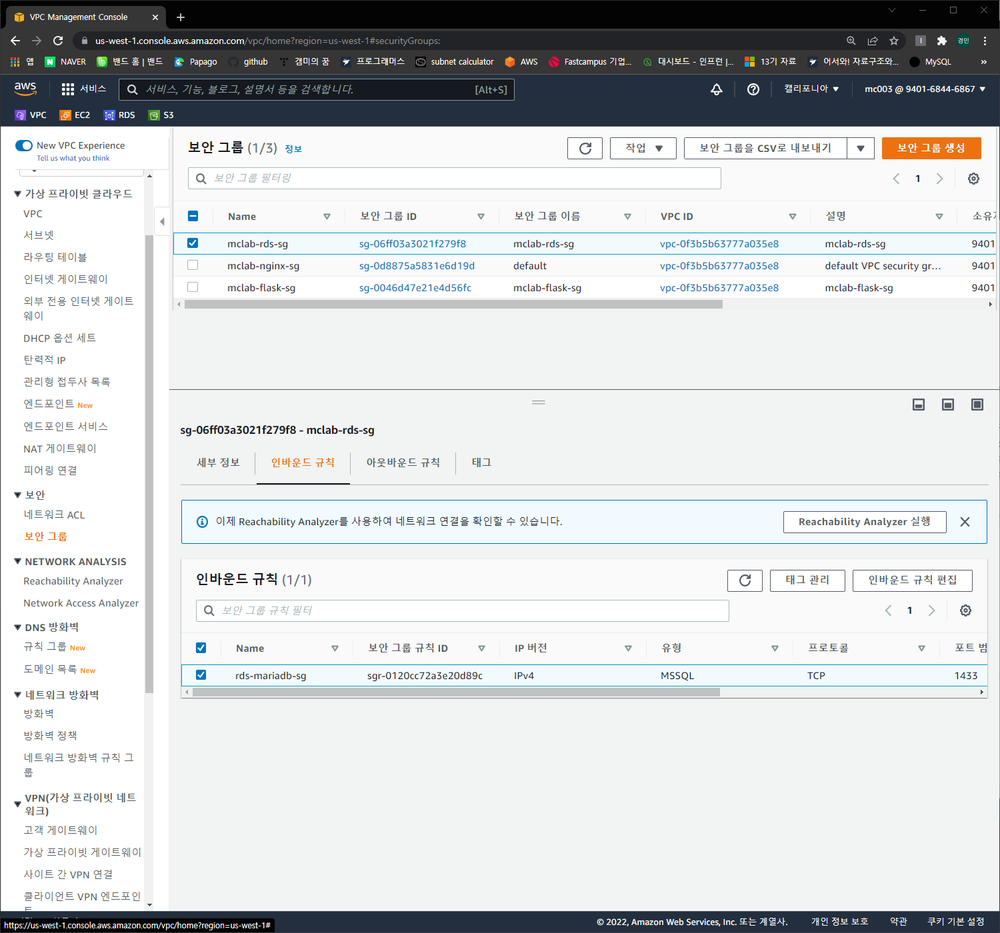 VPC Management Console
us-west-1.console.aws.amazon.com/vpc/home?region=us-west-1#securityGroups:
경민
앱 NAVER 밴드 홈 | 밴드 Papago github 캠미의 꿈 프로그래머스 subnet calculator AWS Fastcampus 기업... 대시보드 - 인프런 |... 13기 자료 어서와! 자료구조와... MySQL »
aws 서비스 서비스, 기능, 블로그, 설명서 등을 검색합니다. [Alt+S] 캘리포니아 ▼ mc003 @ 9401-6844-6867 ▼
VPC EC2 RDS S3
New VPC Experience
Tell us what you think
가상 프라이빗 클라우드
VPC
서브넷
라우팅 테이블
인터넷 게이트웨이
외부 전용 인터넷 게이트
웨이
DHCP 옵션 세트
탄력적 IP
관리형 접두사 목록
엔드포인트 New
엔드포인트 서비스
NAT 게이트웨이
피어링 연결
보안
네트워크 ACL
보안 그룹
NETWORK ANALYSIS
Reachability Analyzer
Network Access Analyzer
DNS 방화벽
규칙 그룹 New
도메인 목록 New
네트워크 방화벽
방화벽
방화벽 정책
네트워크 방화벽 규칙 그
룹
VPN(가상 프라이빗 네트
워크)
고객 게이트웨이
가상 프라이빗 게이트웨이
사이트 간 VPN 연결
클라이언트 VPN 엔드포인
트
보안 그룹 (1/3) 정보
작업 ▼ 보안 그룹을 CSV로 내보내기 ▼ 보안 그룹 생성
보안 그룹 필터링
1
Name 보안 그룹 ID 보안 그룹 이름 VPC ID 설명 소유
mclab-rds-sg sg-06ff03a3021f279f8 mclab-rds-sg vpc-0f3b5b63777a035e8 mclab-rds-sg 9401
mclab-nginx-sg sg-0d8875a5831e6d19d default vpc-0f3b5b63777a035e8 default VPC security gr... 9401
mclab-flask-sg sg-0046d47e21e4d56fc mclab-flask-sg vpc-0f3b5b63777a035e8 mclab-flask-sg 9401
sg-06ff03a3021f279f8 - mclab-rds-sg
세부 정보 인바운드 규칙 아웃바운드 규칙 태그
이제 Reachability Analyzer를 사용하여 네트워크 연결을 확인할 수 있습니다.
Reachability Analyzer 실행
인바운드 규칙 (1/1)
태그 관리 인바운드 규칙 편집
보안 그룹 규칙 필터
1
Name 보안 그룹 규칙 ID IP 버전 유형 프로토콜 포트 범
rds-mariadb-sg sgr-0120cc72a3e20d89c IPv4 MSSQL TCP 1433
https://us-west-1.console.aws.amazon.com/vpc/home?region=us-west-1#
© 2022, Amazon Web Services, Inc. 또는 계열사. 개인 정보 보호 약관 쿠키 기본 설정